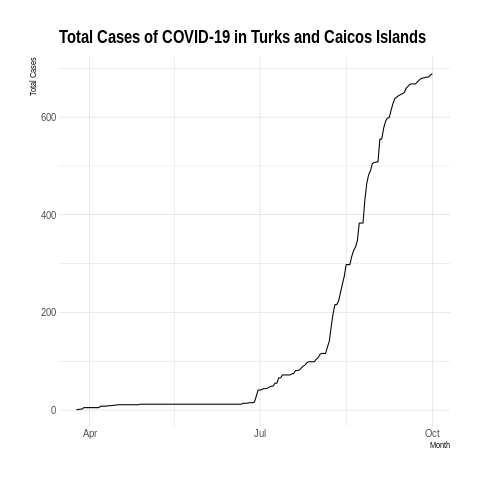 Total Cases of COVID-19 in Turks and Caicos Islands
Total Cases
600
400
200
0
Apr Jul Oct
Month